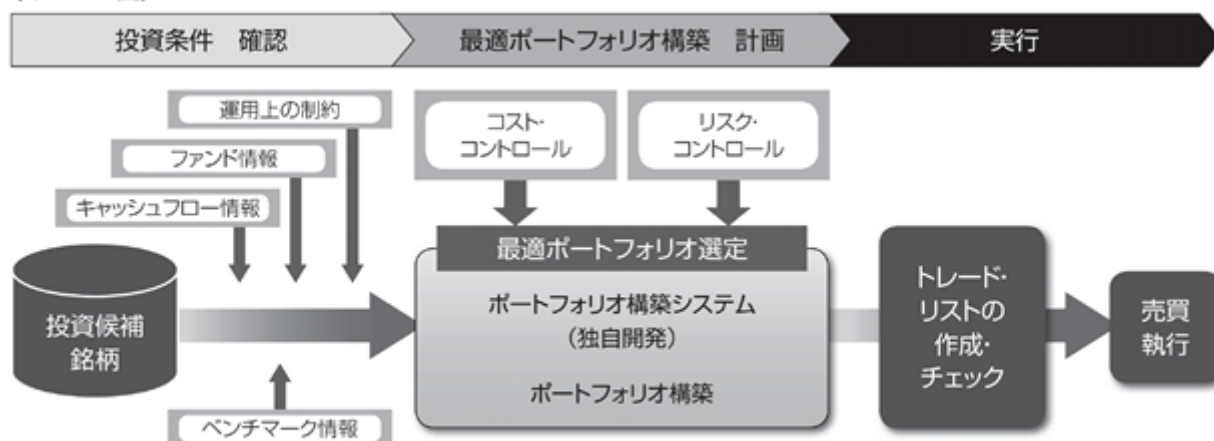 投資条件 確認
最適ポートフォリオ構築 計画
実行
運用上の制約
ファンド情報
キャッシュフロー情報
コスト・
コントロール
リスク・
コントロール
投資候補
銘柄
最適ポートフォリオ選定
ポートフォリオ構築システム
(独自開発)
ポートフォリオ構築
トレード・
リストの
作成・
チェック
売買
執行
ベンチマーク情報